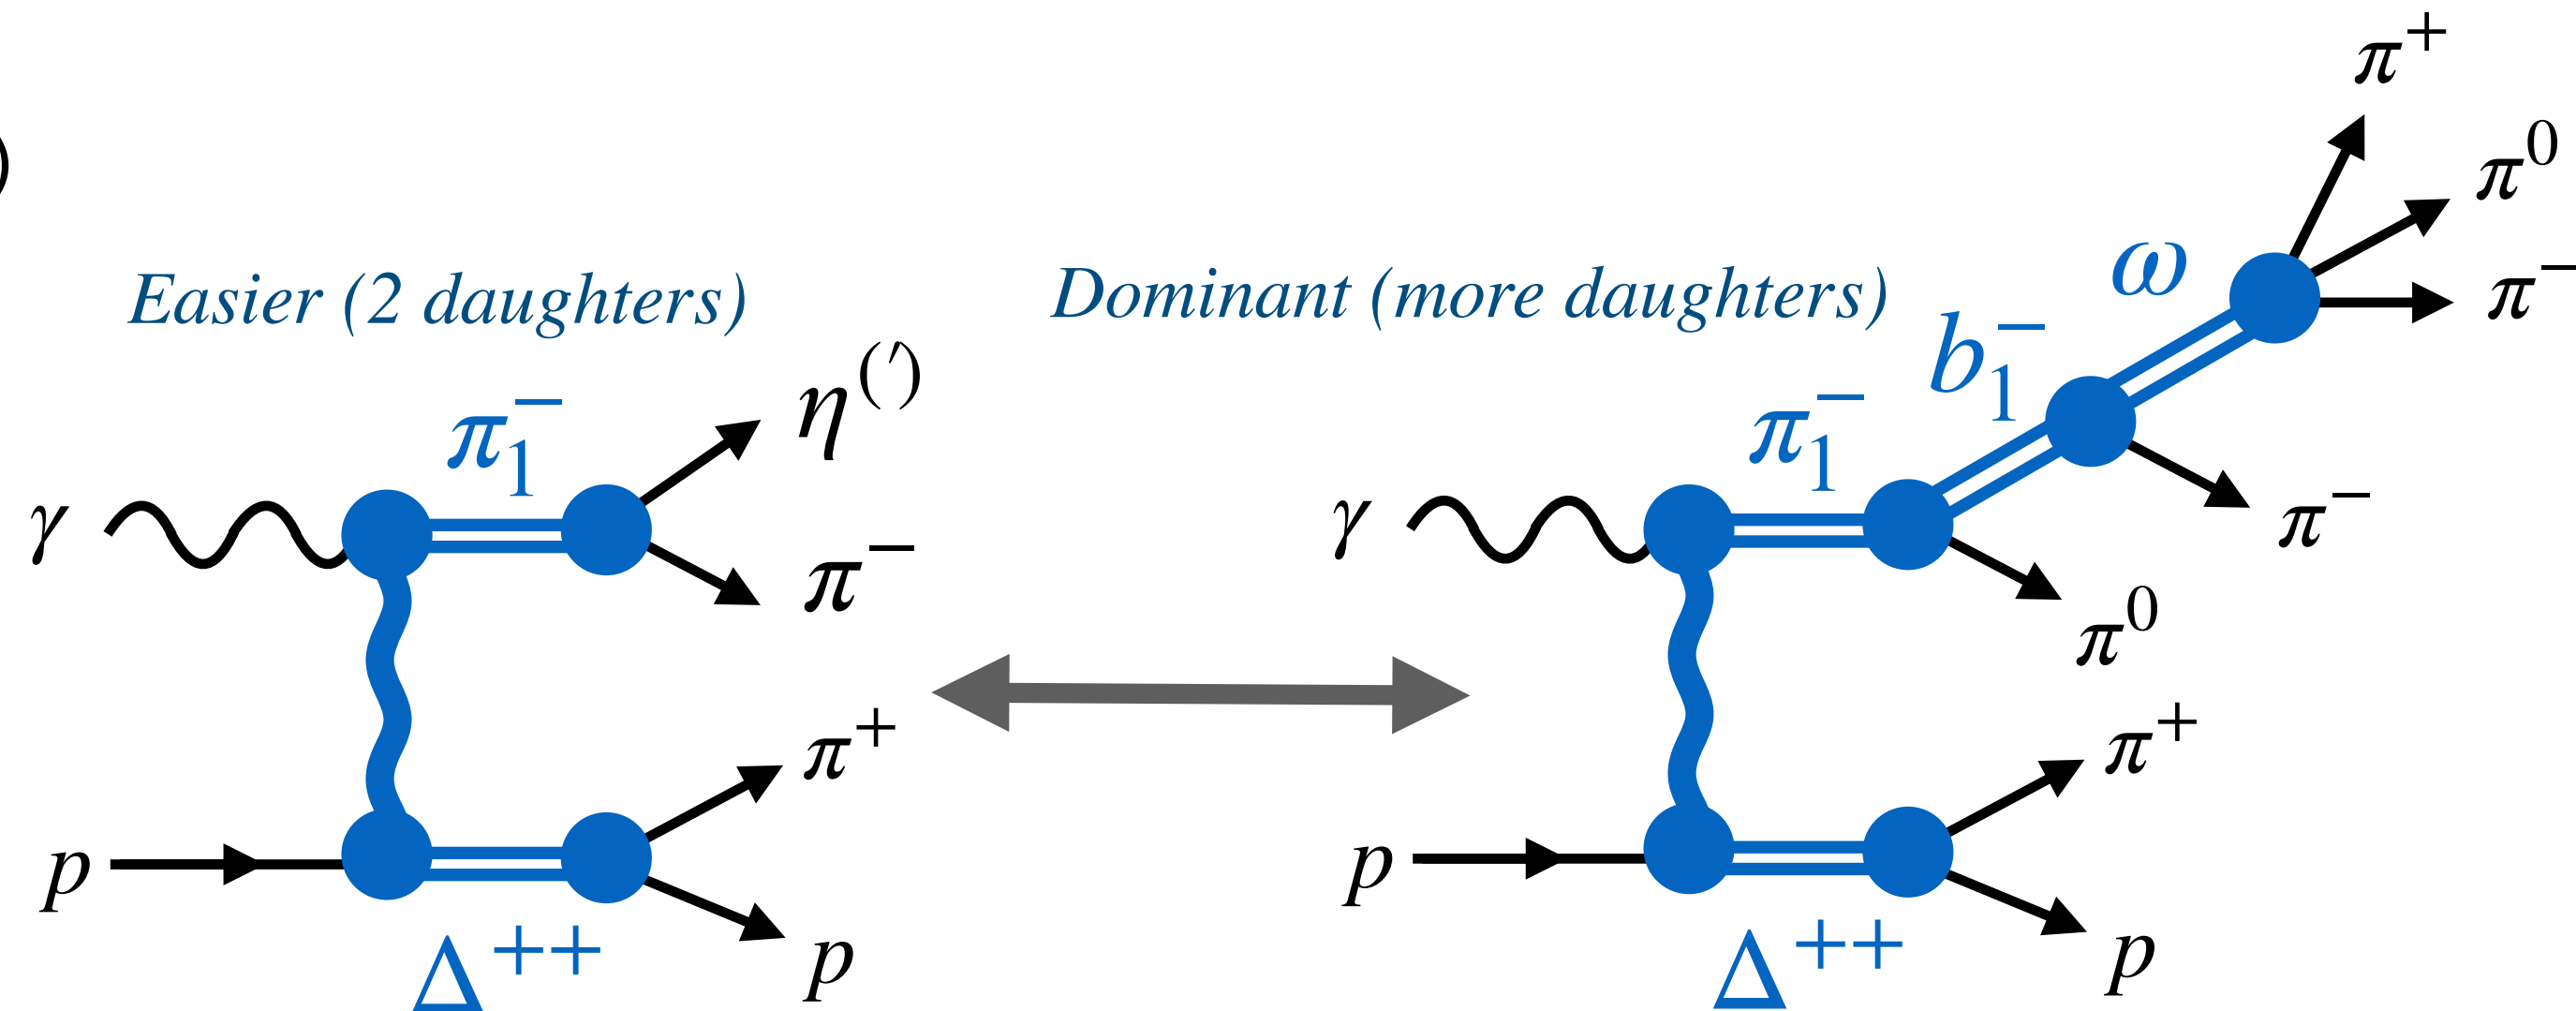 )
Easier (2 daughters)
γ
π₁⁻
η⁽′⁾
π⁻
p
Δ⁺⁺
π⁺
p
Dominant (more daughters)
γ
π₁⁻
b₁⁻
ω
π⁺
π⁰
π⁻
π⁻
π⁰
p
Δ⁺⁺
π⁺
p